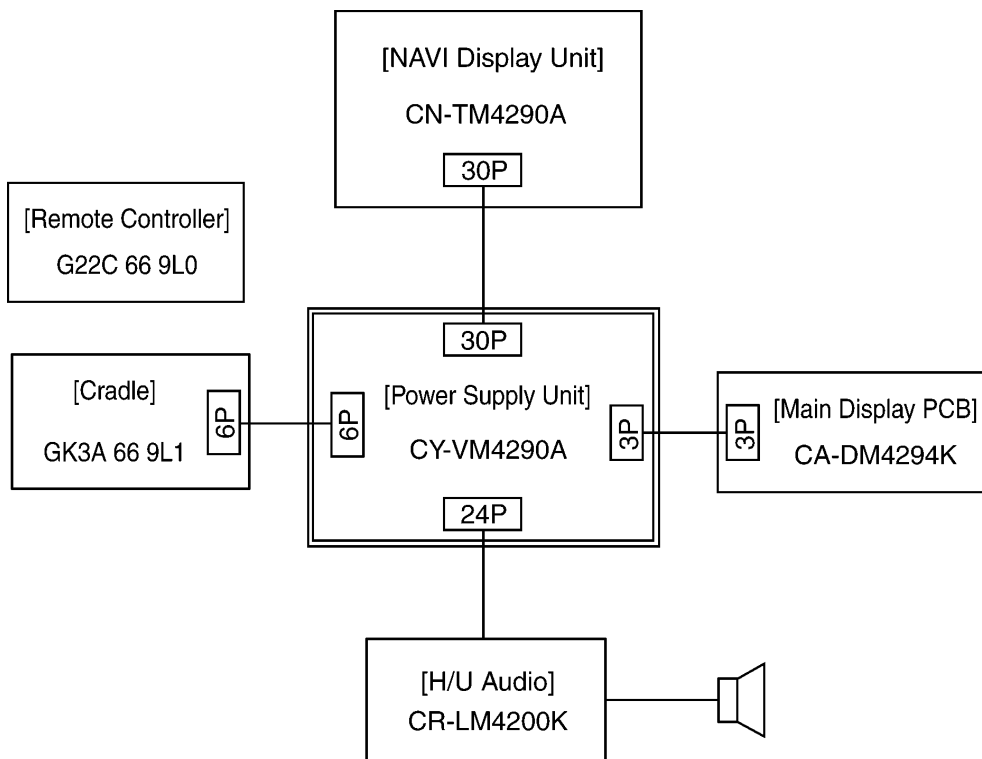 [NAVI Display Unit]
CN-TM4290A
30P
[Remote Controller]
G22C 66 9L0
30P
[Cradle]
GK3A 66 9L1
6P
6P
[Power Supply Unit]
CY-VM4290A
3P
24P
3P
[Main Display PCB]
CA-DM4294K
[H/U Audio]
CR-LM4200K